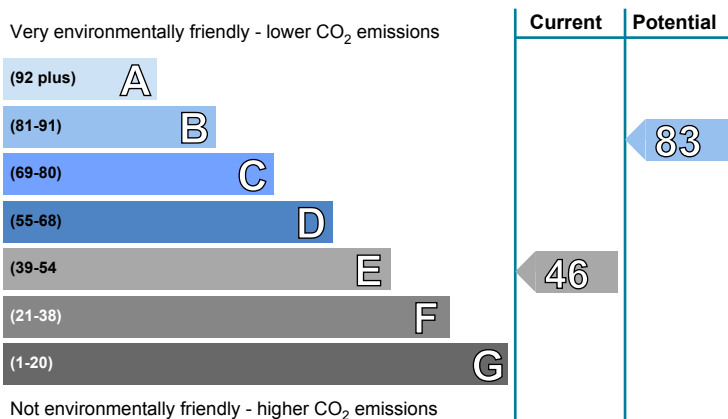 Very environmentally friendly - lower CO2 emissions
Current
Potential
(92 plus) A
(81-91) B
83
(69-80) C
(55-68) D
(39-54 E
46
(21-38) F
(1-20) G
Not environmentally friendly - higher CO2 emissions